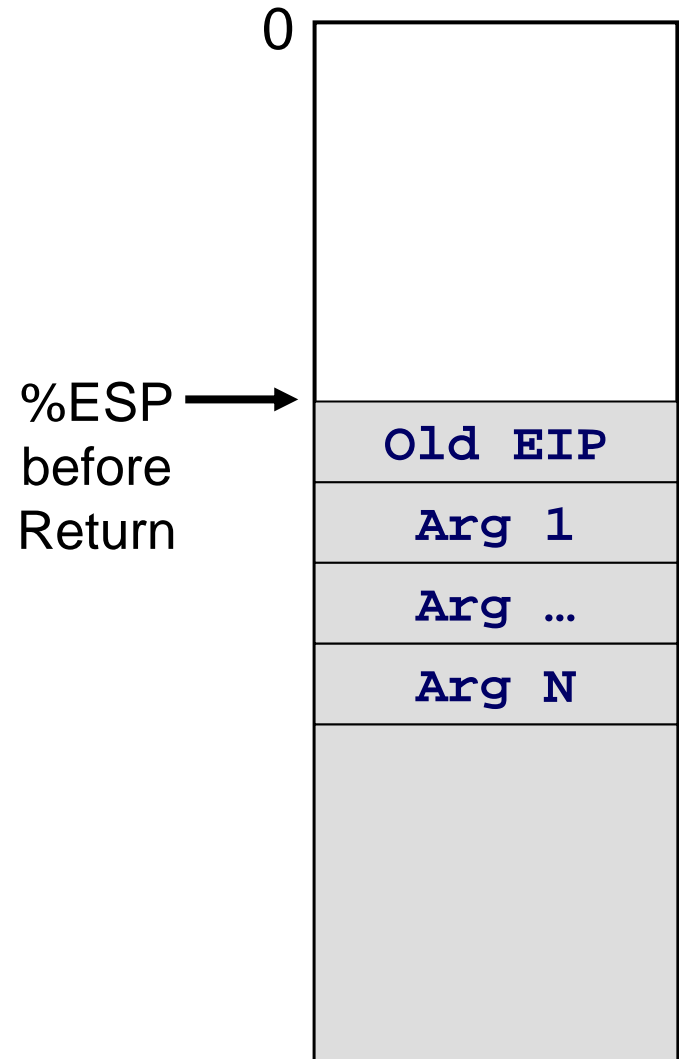 0
%ESP
before
Return
Old EIP
Arg 1
Arg …
Arg N